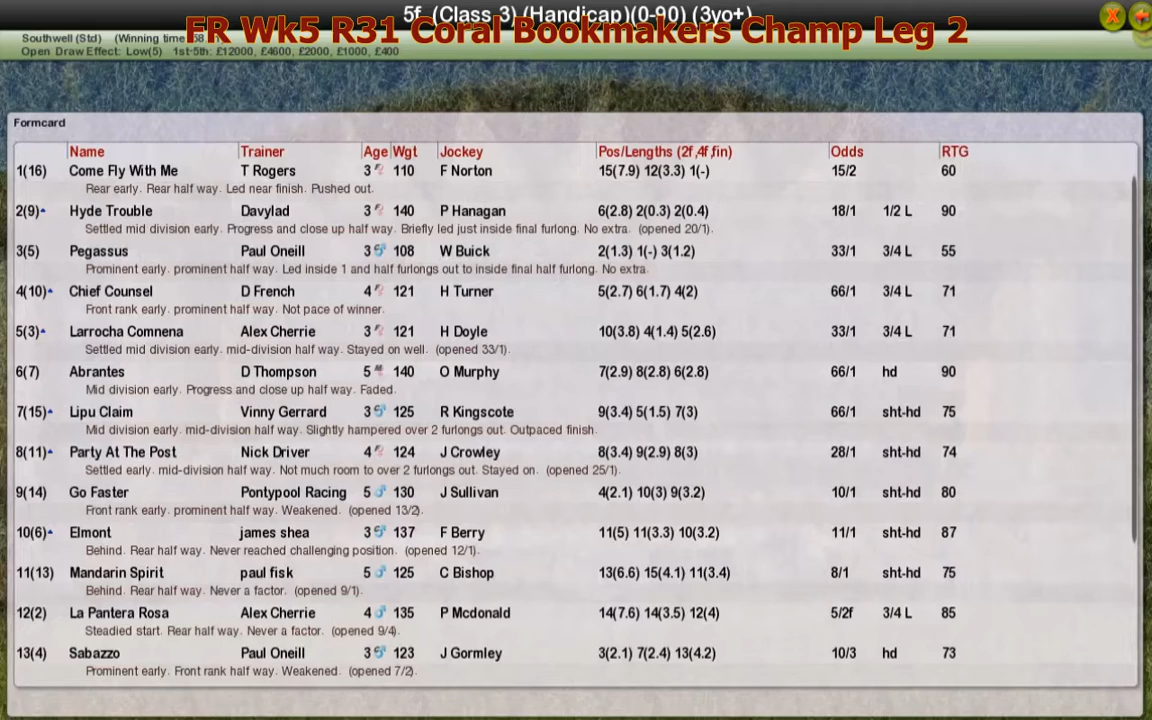 5f (Class 3) (Handicap)(0-90) (3yo+)
FR Wk5 R31 Coral Bookmakers Champ Leg 2
Southwell (Std) (Winning time 58.
Open Draw Effect: Low(5) 1st-5th: £12000, £4600, £2000, £1000, £400
Formcard
Name Trainer Age Wgt Jockey Pos/Lengths (2f,4f,fin) Odds RTG
1(16) Come Fly With Me T Rogers 3 110 F Norton 15(7.9) 12(3.3) 1(-) 15/2 60
Rear early. Rear half way. Led near finish. Pushed out.
2(9) Hyde Trouble Davylad 3 140 P Hanagan 6(2.8) 2(0.3) 2(0.4) 18/1 1/2 L 90
Settled mid division early. Progress and close up half way. Briefly led just inside final furlong. No extra. (opened 20/1).
3(5) Pegassus Paul Oneill 3 108 W Buick 2(1.3) 1(-) 3(1.2) 33/1 3/4 L 55
Prominent early. prominent half way. Led inside 1 and half furlongs out to inside final half furlong. No extra.
4(10) Chief Counsel D French 4 121 H Turner 5(2.7) 6(1.7) 4(2) 66/1 3/4 L 71
Front rank early. prominent half way. Not pace of winner.
5(3) Larrocha Comnena Alex Cherrie 3 121 H Doyle 10(3.8) 4(1.4) 5(2.6) 33/1 3/4 L 71
Settled mid division early. mid-division half way. Stayed on well. (opened 33/1).
6(7) Abrantes D Thompson 5 140 O Murphy 7(2.9) 8(2.8) 6(2.8) 66/1 hd 90
Mid division early. Progress and close up half way. Faded.
7(15) Lipu Claim Vinny Gerrard 3 125 R Kingscote 9(3.4) 5(1.5) 7(3) 66/1 sht-hd 75
Mid division early. mid-division half way. Slightly hampered over 2 furlongs out. Outpaced finish.
8(11) Party At The Post Nick Driver 4 124 J Crowley 8(3.4) 9(2.9) 8(3) 28/1 sht-hd 74
Settled early. mid-division half way. Not much room to over 2 furlongs out. Stayed on. (opened 25/1).
9(14) Go Faster Pontypool Racing 5 130 J Sullivan 4(2.1) 10(3) 9(3.2) 10/1 sht-hd 80
Front rank early. prominent half way. Weakened. (opened 13/2).
10(6) Elmont james shea 3 137 F Berry 11(5) 11(3.3) 10(3.2) 11/1 sht-hd 87
Behind. Rear half way. Never reached challenging position. (opened 12/1).
11(13) Mandarin Spirit paul fisk 5 125 C Bishop 13(6.6) 15(4.1) 11(3.4) 8/1 sht-hd 75
Behind. Rear half way. Never a factor. (opened 9/1).
12(2) La Pantera Rosa Alex Cherrie 4 135 P Mcdonald 14(7.6) 14(3.5) 12(4) 5/2f 3/4 L 85
Steadied start. Rear half way. Never a factor. (opened 9/4).
13(4) Sabazzo Paul Oneill 3 123 J Gormley 3(2.1) 7(2.4) 13(4.2) 10/3 hd 73
Prominent early. Front rank half way. Weakened. (opened 7/2).